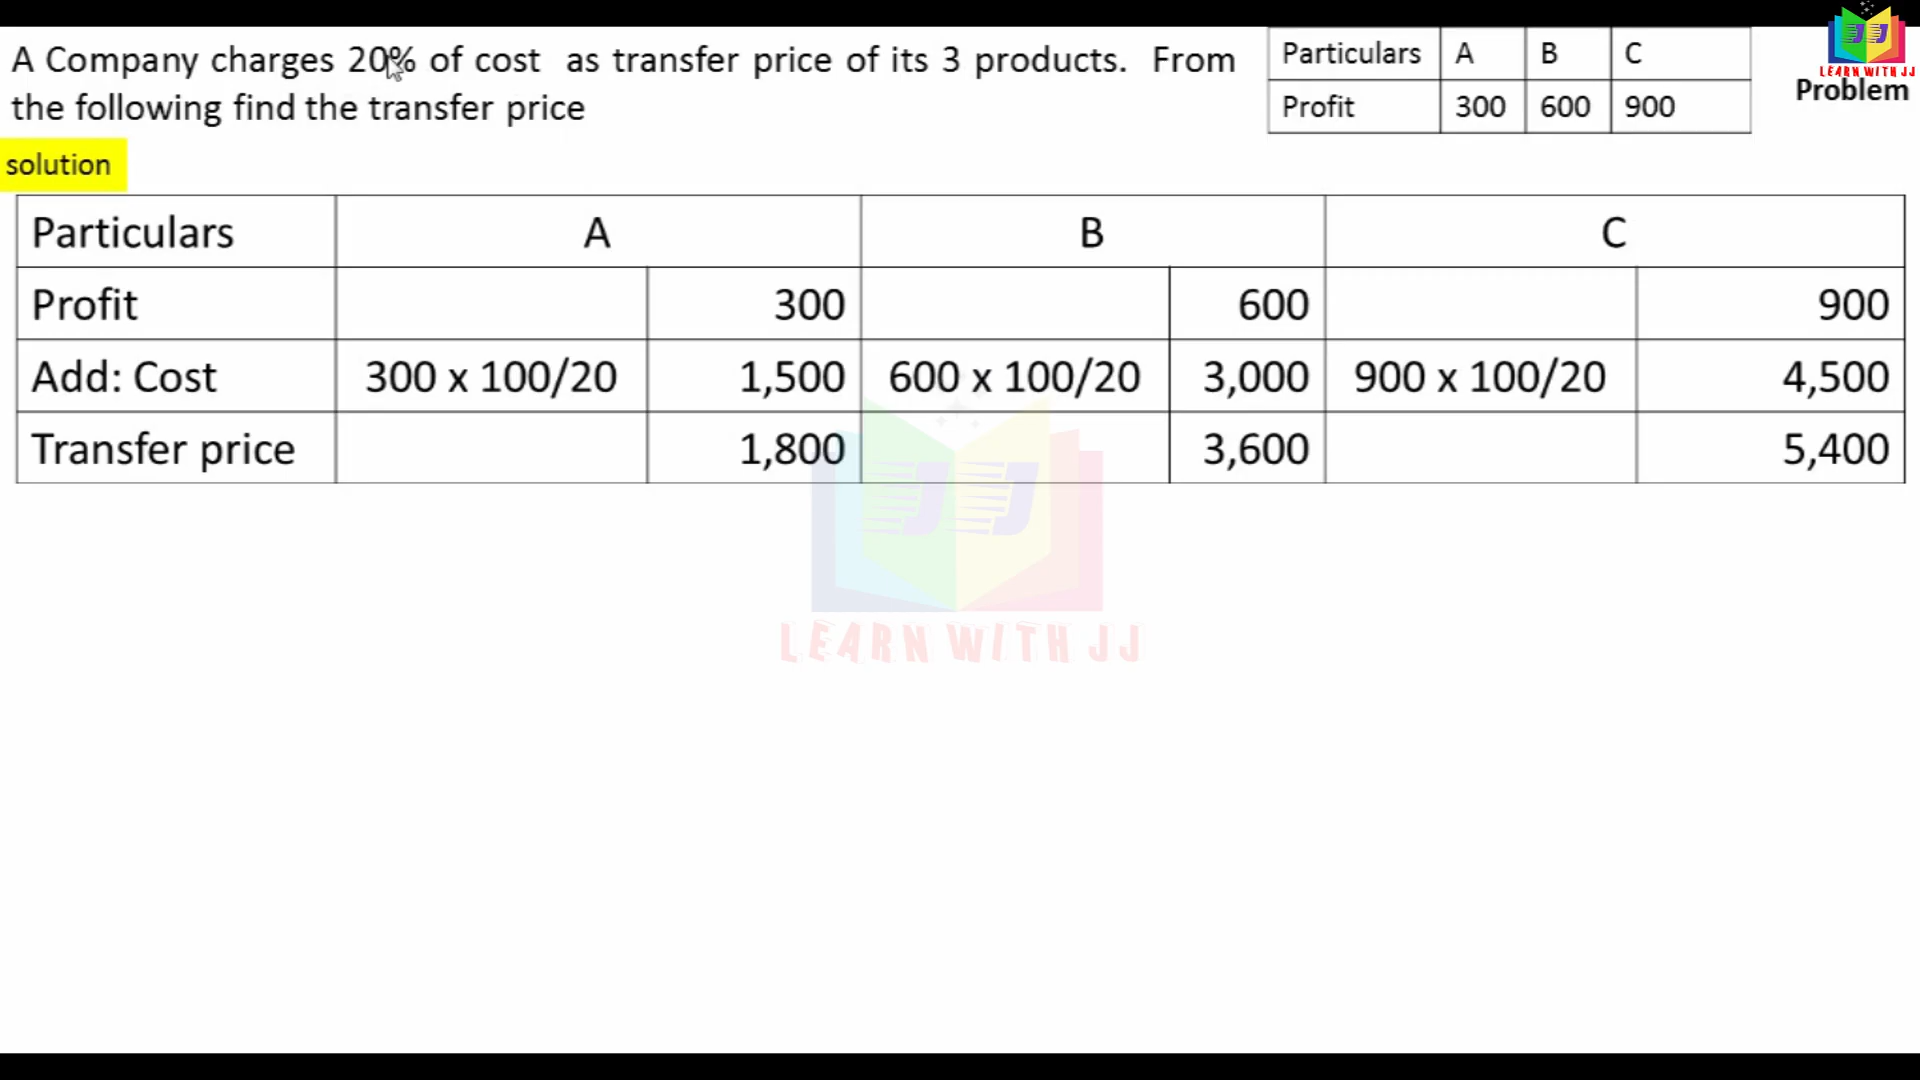 A Company charges 20% of cost as transfer price of its 3 products. From
the following find the transfer price
Particulars A B C
Profit 300 600 900
LEARN WITH JJ
Problem
solution
Particulars A B C
Profit 300 600 900
Add: Cost 300 x 100/20 1,500 600 x 100/20 3,000 900 x 100/20 4,500
Transfer price 1,800 3,600 5,400
JJ
LEARN WITH JJ